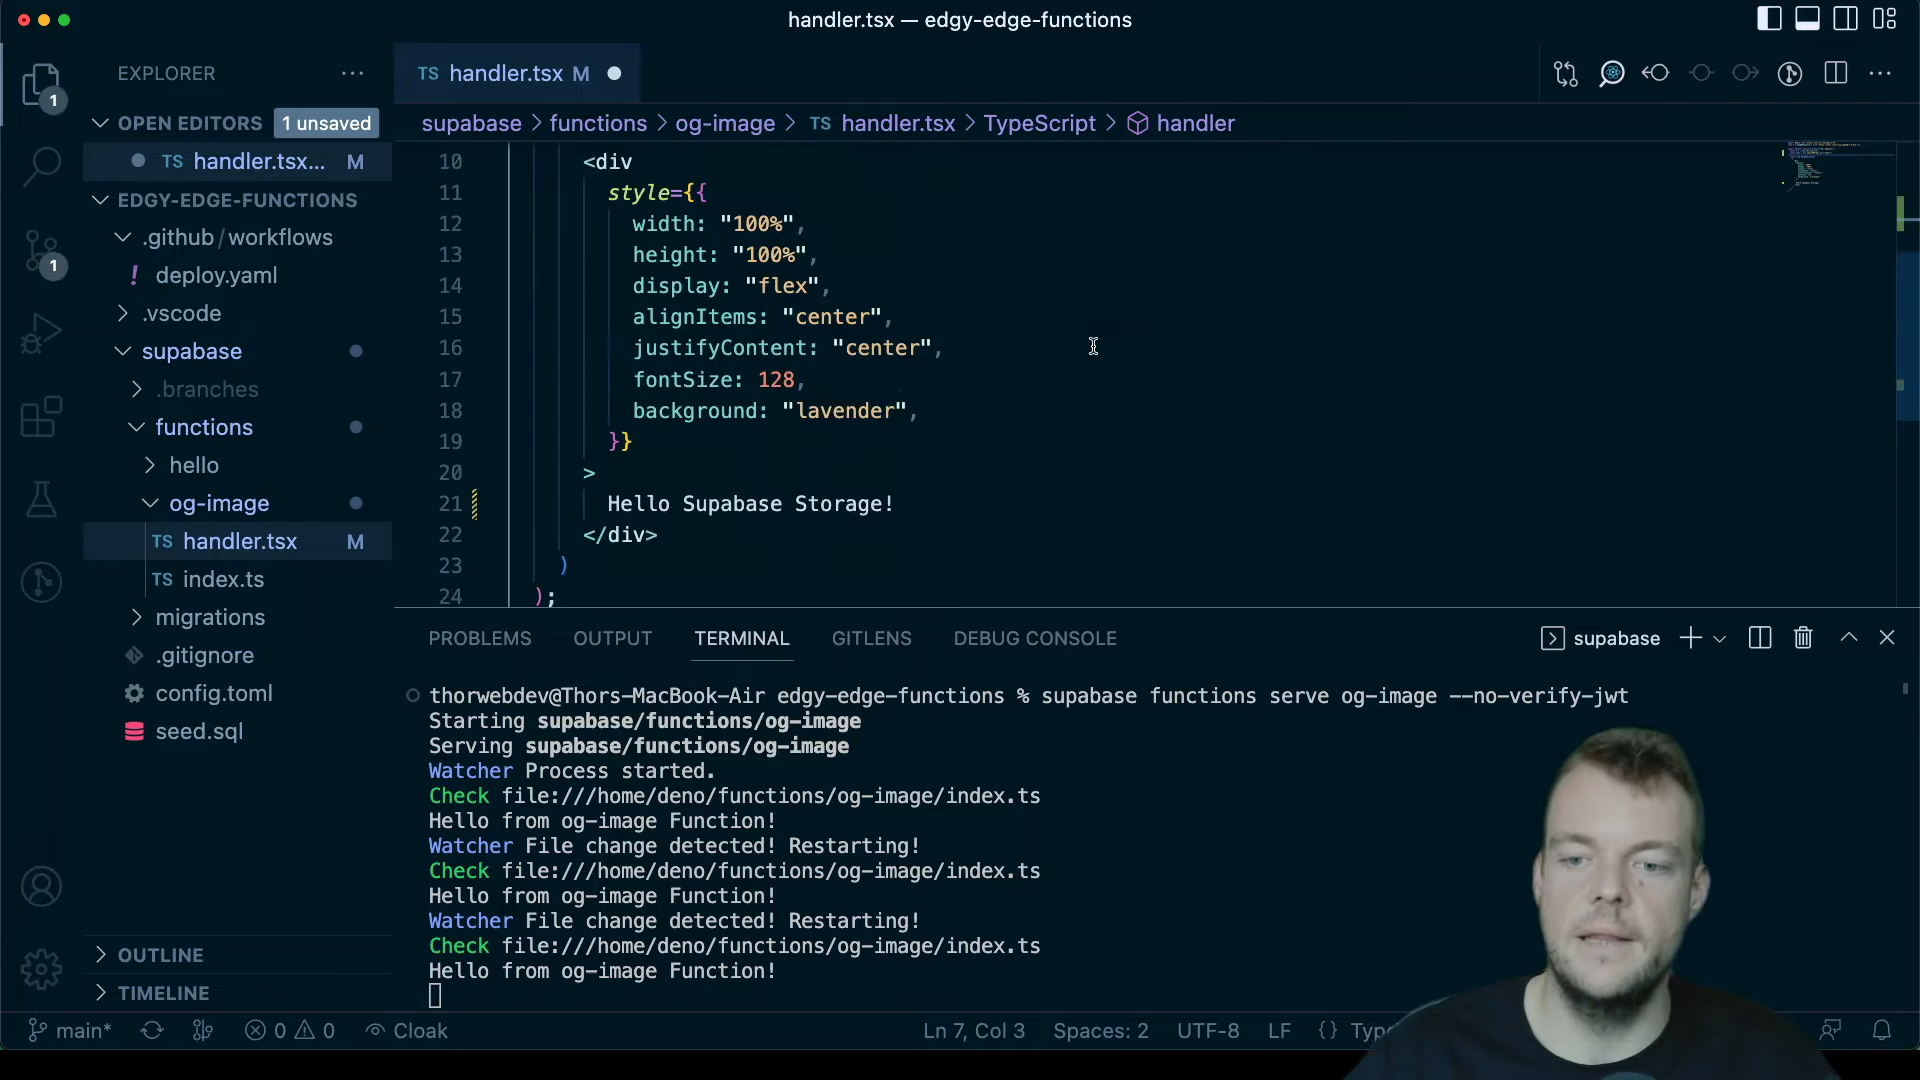 handler.tsx — edgy-edge-functions
EXPLORER
TS handler.tsx M
1
OPEN EDITORS 1 unsaved
supabase > functions > og-image > TS handler.tsx > TypeScript > handler
TS handler.tsx... M
EDGY-EDGE-FUNCTIONS
.github/workflows
! deploy.yaml
1
.vscode
supabase
.branches
functions
hello
og-image
TS handler.tsx M
TS index.ts
migrations
.gitignore
config.toml
seed.sql
OUTLINE
TIMELINE
10 <div
11 style={{
12 width: "100%",
13 height: "100%",
14 display: "flex",
15 alignItems: "center",
16 justifyContent: "center",
17 fontSize: 128,
18 background: "lavender",
19 }}
20 >
21 Hello Supabase Storage!
22 </div>
23 )
24 );
PROBLEMS OUTPUT TERMINAL GITLENS DEBUG CONSOLE supabase
thorwebdev@Thors-MacBook-Air edgy-edge-functions % supabase functions serve og-image --no-verify-jwt
Starting supabase/functions/og-image
Serving supabase/functions/og-image
Watcher Process started.
Check file:///home/deno/functions/og-image/index.ts
Hello from og-image Function!
Watcher File change detected! Restarting!
Check file:///home/deno/functions/og-image/index.ts
Hello from og-image Function!
Watcher File change detected! Restarting!
Check file:///home/deno/functions/og-image/index.ts
Hello from og-image Function!
main* 0 0 Cloak Ln 7, Col 3 Spaces: 2 UTF-8 LF {}